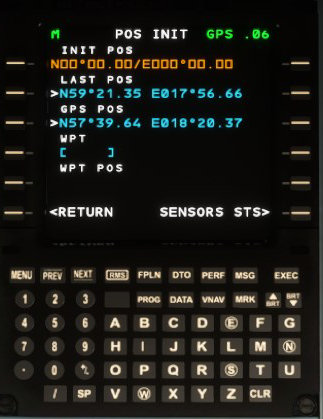 M POS INIT GPS .06
INIT POS
N00°00.00/E000°00.00
LAST POS
>N59°21.35 E017°56.66
GPS POS
>N57°39.64 E018°20.37
WPT
[ ]
WPT POS
<RETURN SENSORS STS>
MENU PREV NEXT RMS FPLN DTO PERF MSG EXEC
1 2 3 PROG DATA VNAV MRK ▲ BRT BRT ▼
4 5 6 A B C D E F G
7 8 9 H I J K L M N
· 0 +/- O P Q R S T U
/ SP V W X Y Z CLR